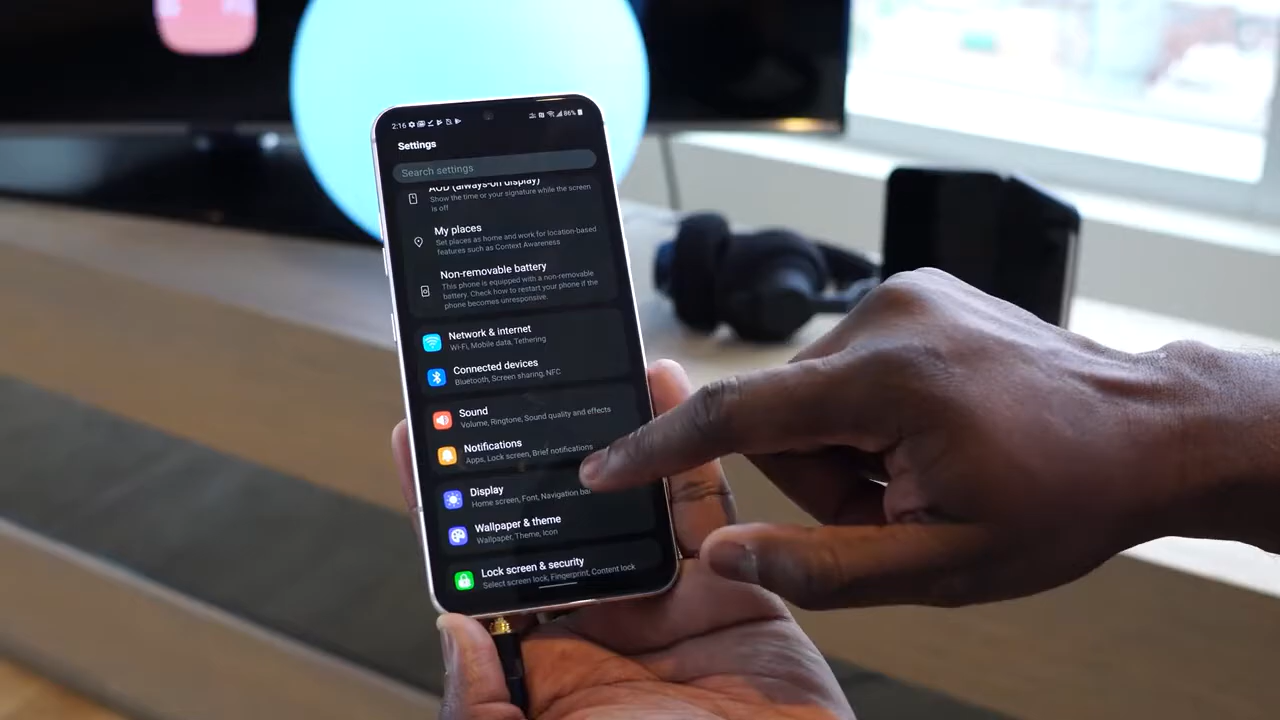 2:16
86%
Settings
Search settings
AOD (always-on display)
Show the time or your signature while the screen
is off
My places
Set places as home and work for location-based
features such as Context Awareness
Non-removable battery
This phone is equipped with a non-removable
battery. Check how to restart your phone if the
phone becomes unresponsive.
Network & internet
Wi-Fi, Mobile data, Tethering
Connected devices
Bluetooth, Screen sharing, NFC
Sound
Volume, Ringtone, Sound quality and effects
Notifications
Apps, Lock screen, Brief notifications
Display
Home screen, Font, Navigation bar
Wallpaper & theme
Wallpaper, Theme, Icon
Lock screen & security
Select screen lock, Fingerprint, Content lock